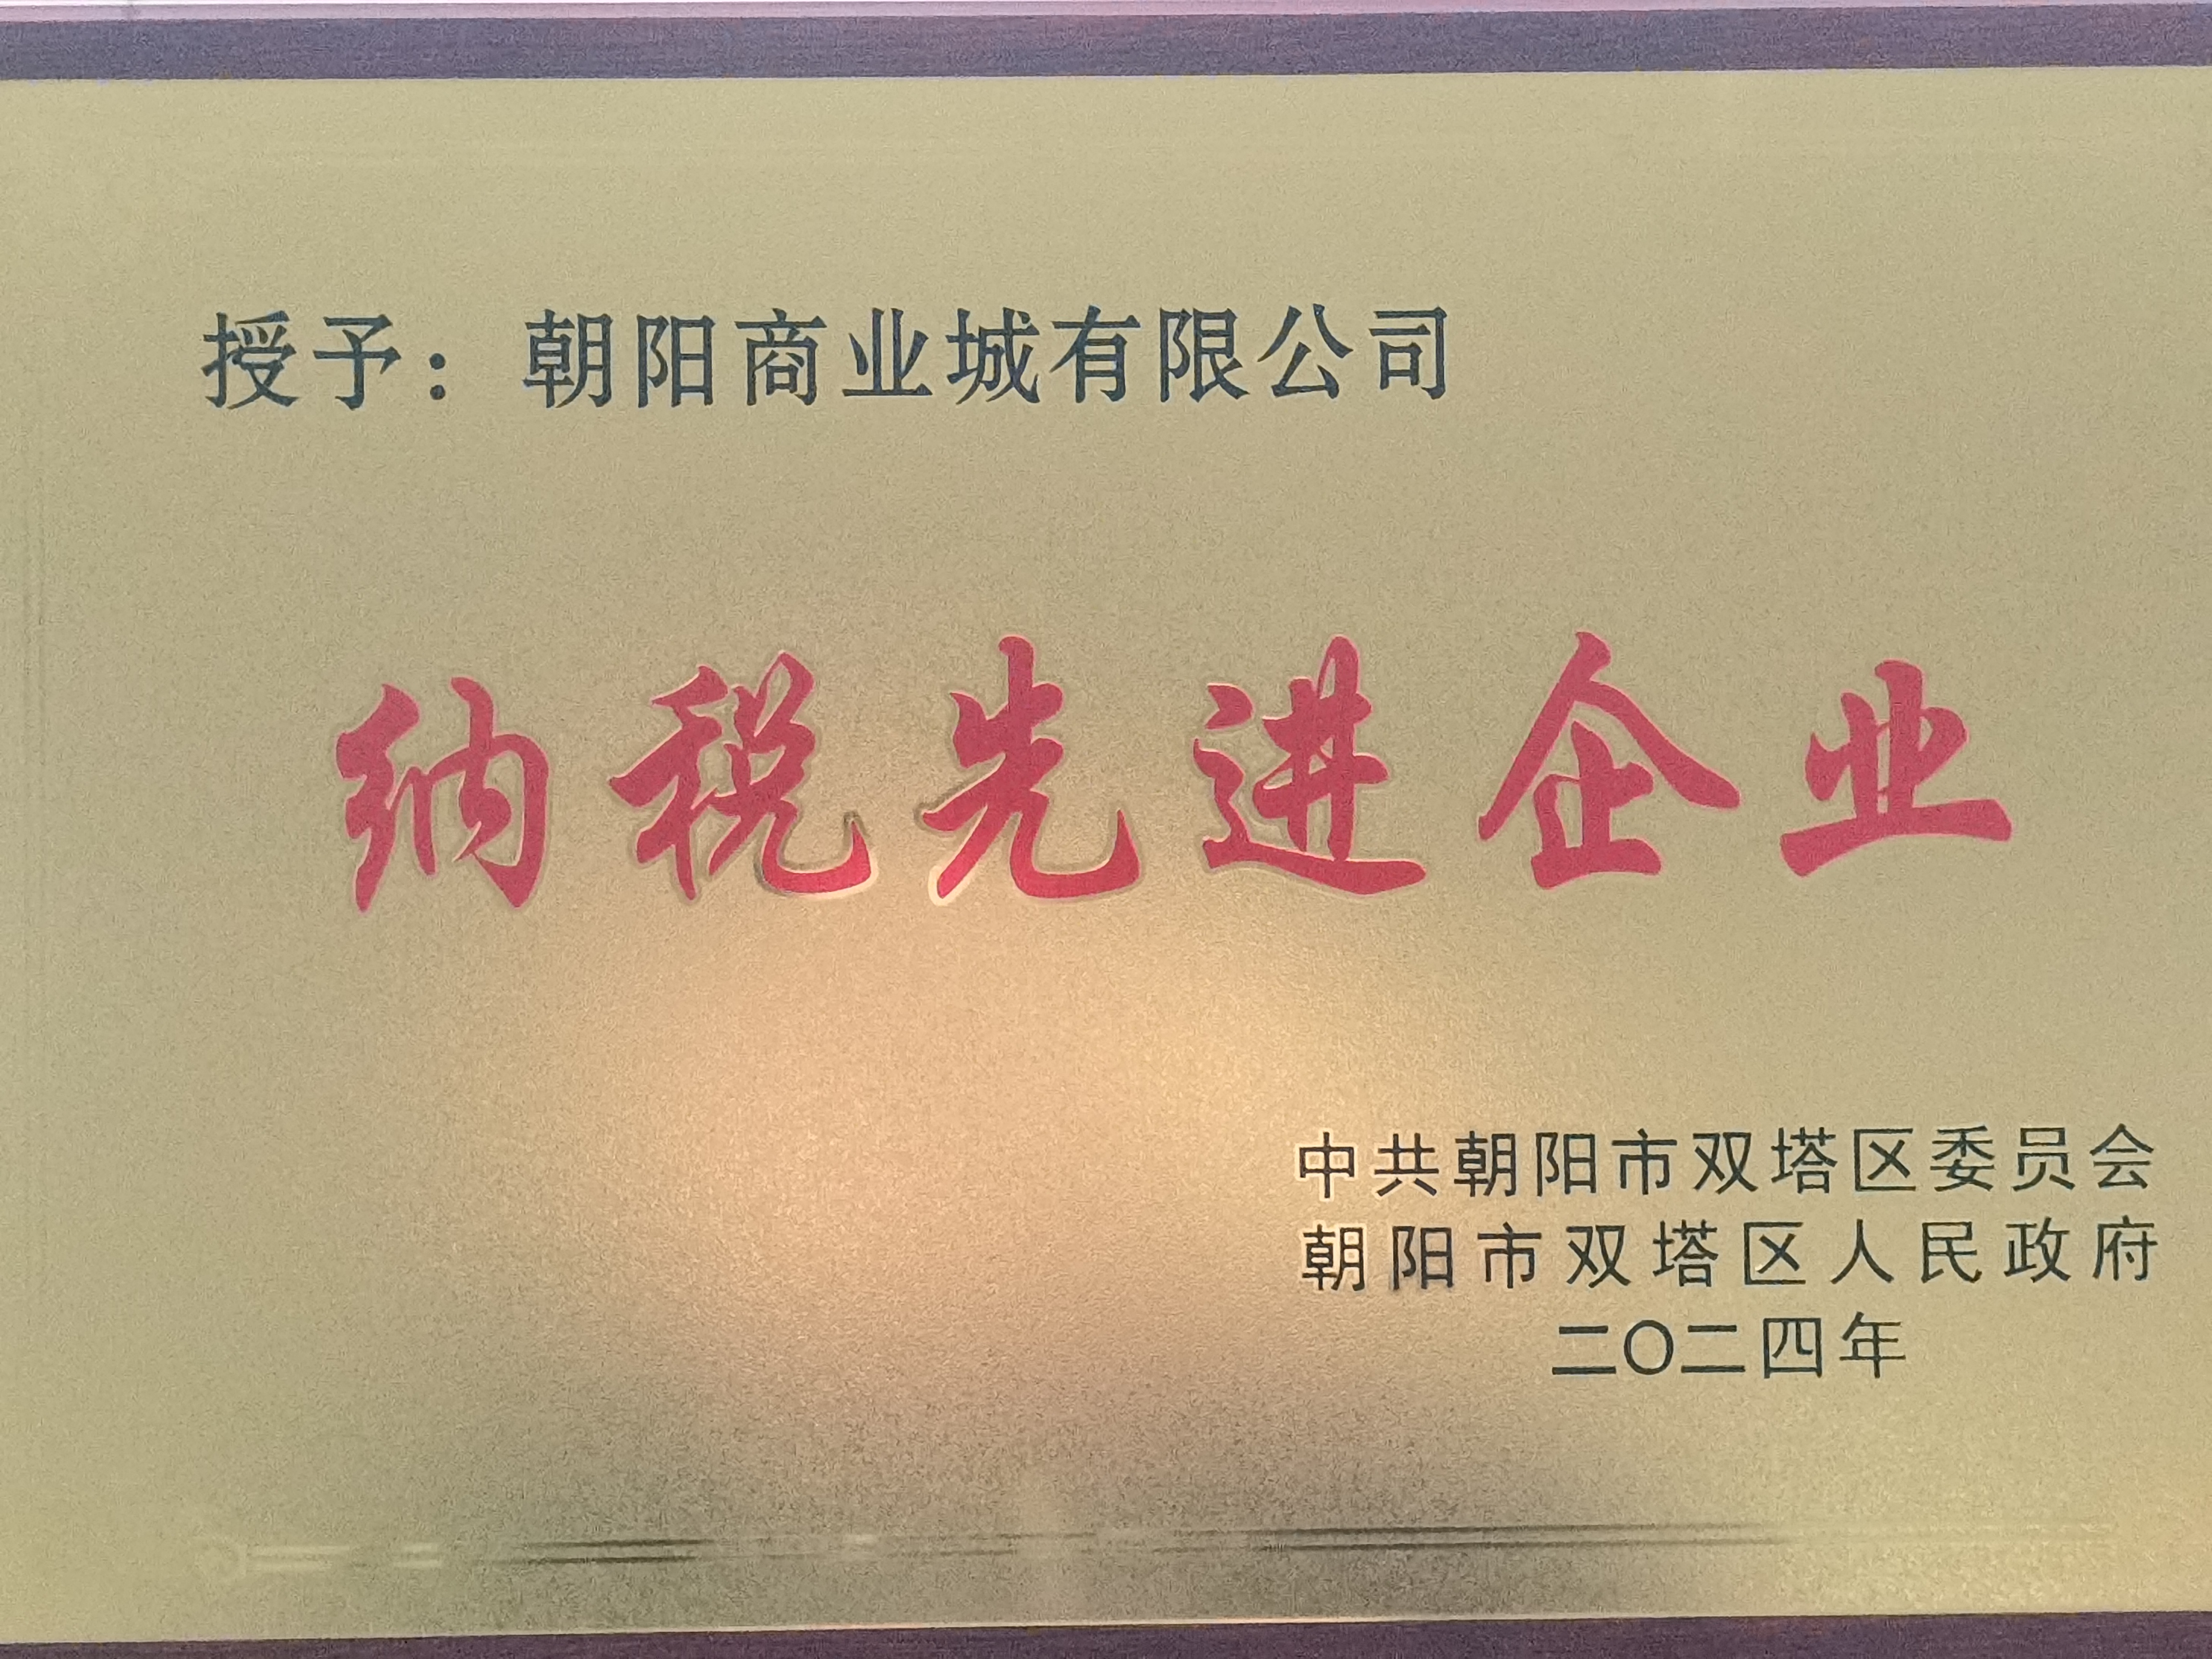 授予：朝阳商业城有限公司
纳税先进企业
中共朝阳市双塔区委员会
朝阳市双塔区人民政府
二〇二四年